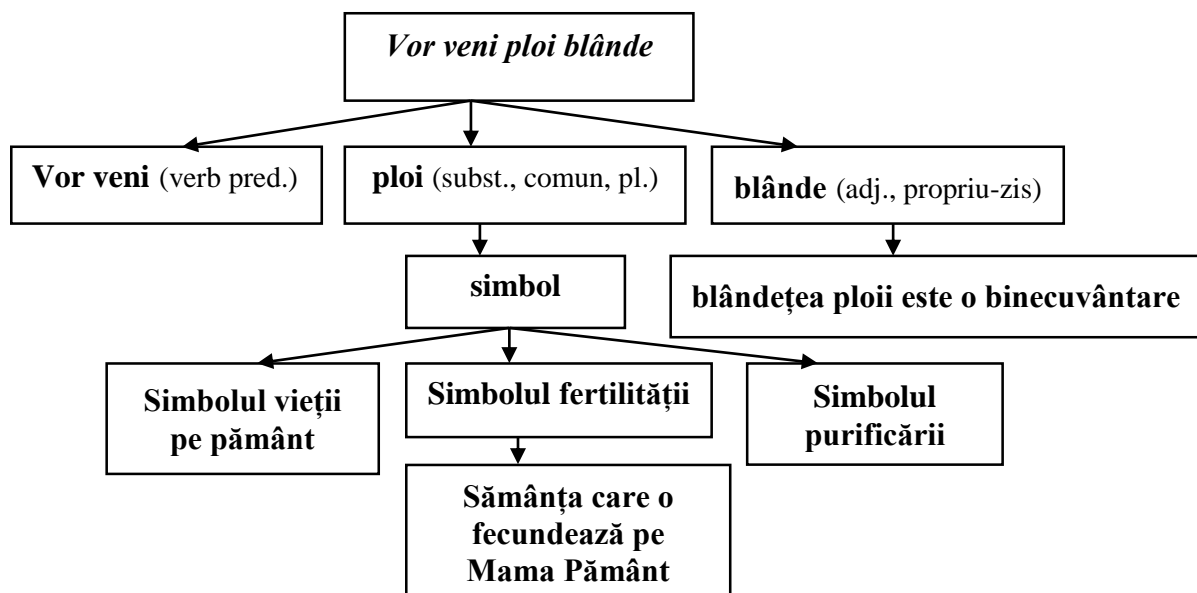 Vor veni ploi blânde
Vor veni (verb pred.)
ploi (subst., comun, pl.)
blânde (adj., propriu-zis)
simbol
blândețea ploii este o binecuvântare
Simbolul vieții
pe pământ
Simbolul fertilității
Simbolul
purificării
Sămânța care o
fecundează pe
Mama Pământ